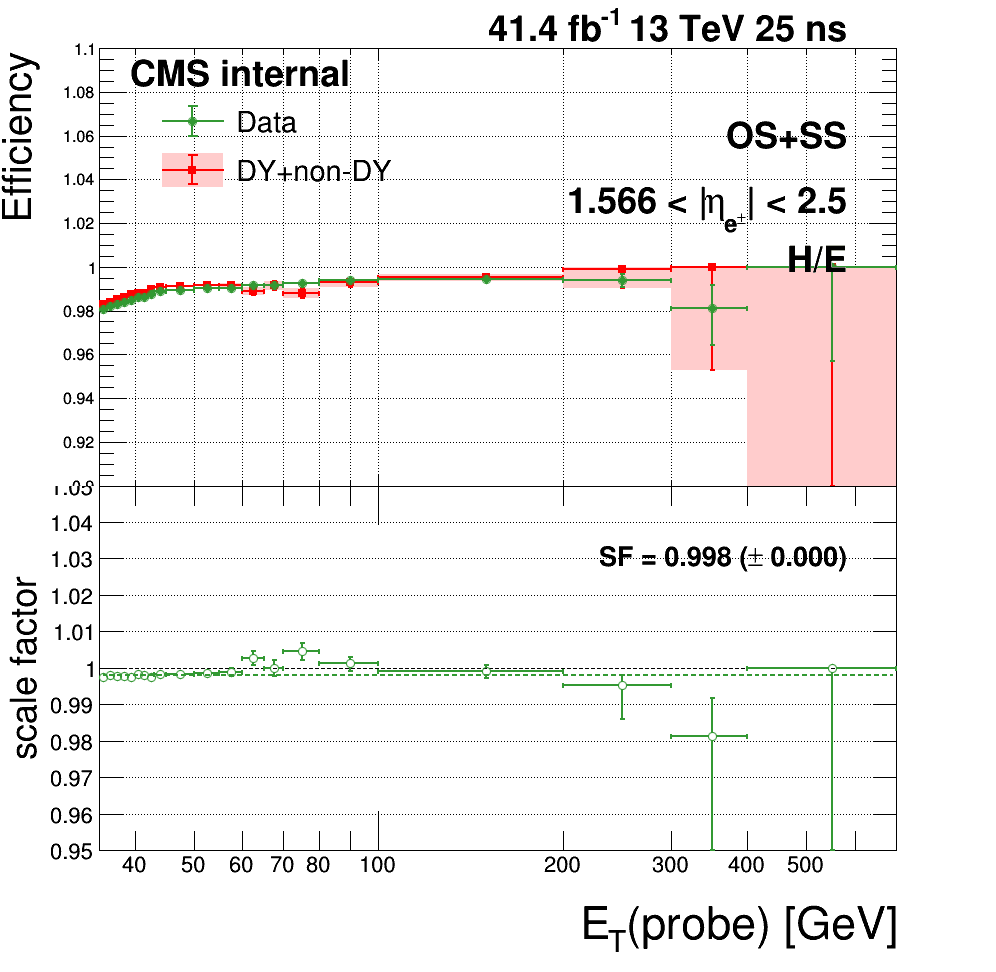 41.4 fb⁻¹ 13 TeV 25 ns
Efficiency
CMS internal
Data
DY+non-DY
OS+SS
1.566 < |η_e±| < 2.5
H/E
1.1
1.08
1.06
1.04
1.02
1
0.98
0.96
0.94
0.92
scale factor
SF = 0.998 (± 0.000)
1.04
1.03
1.02
1.01
1
0.99
0.98
0.97
0.96
0.95
40 50 60 70 80 100 200 300 400 500
E_T(probe) [GeV]